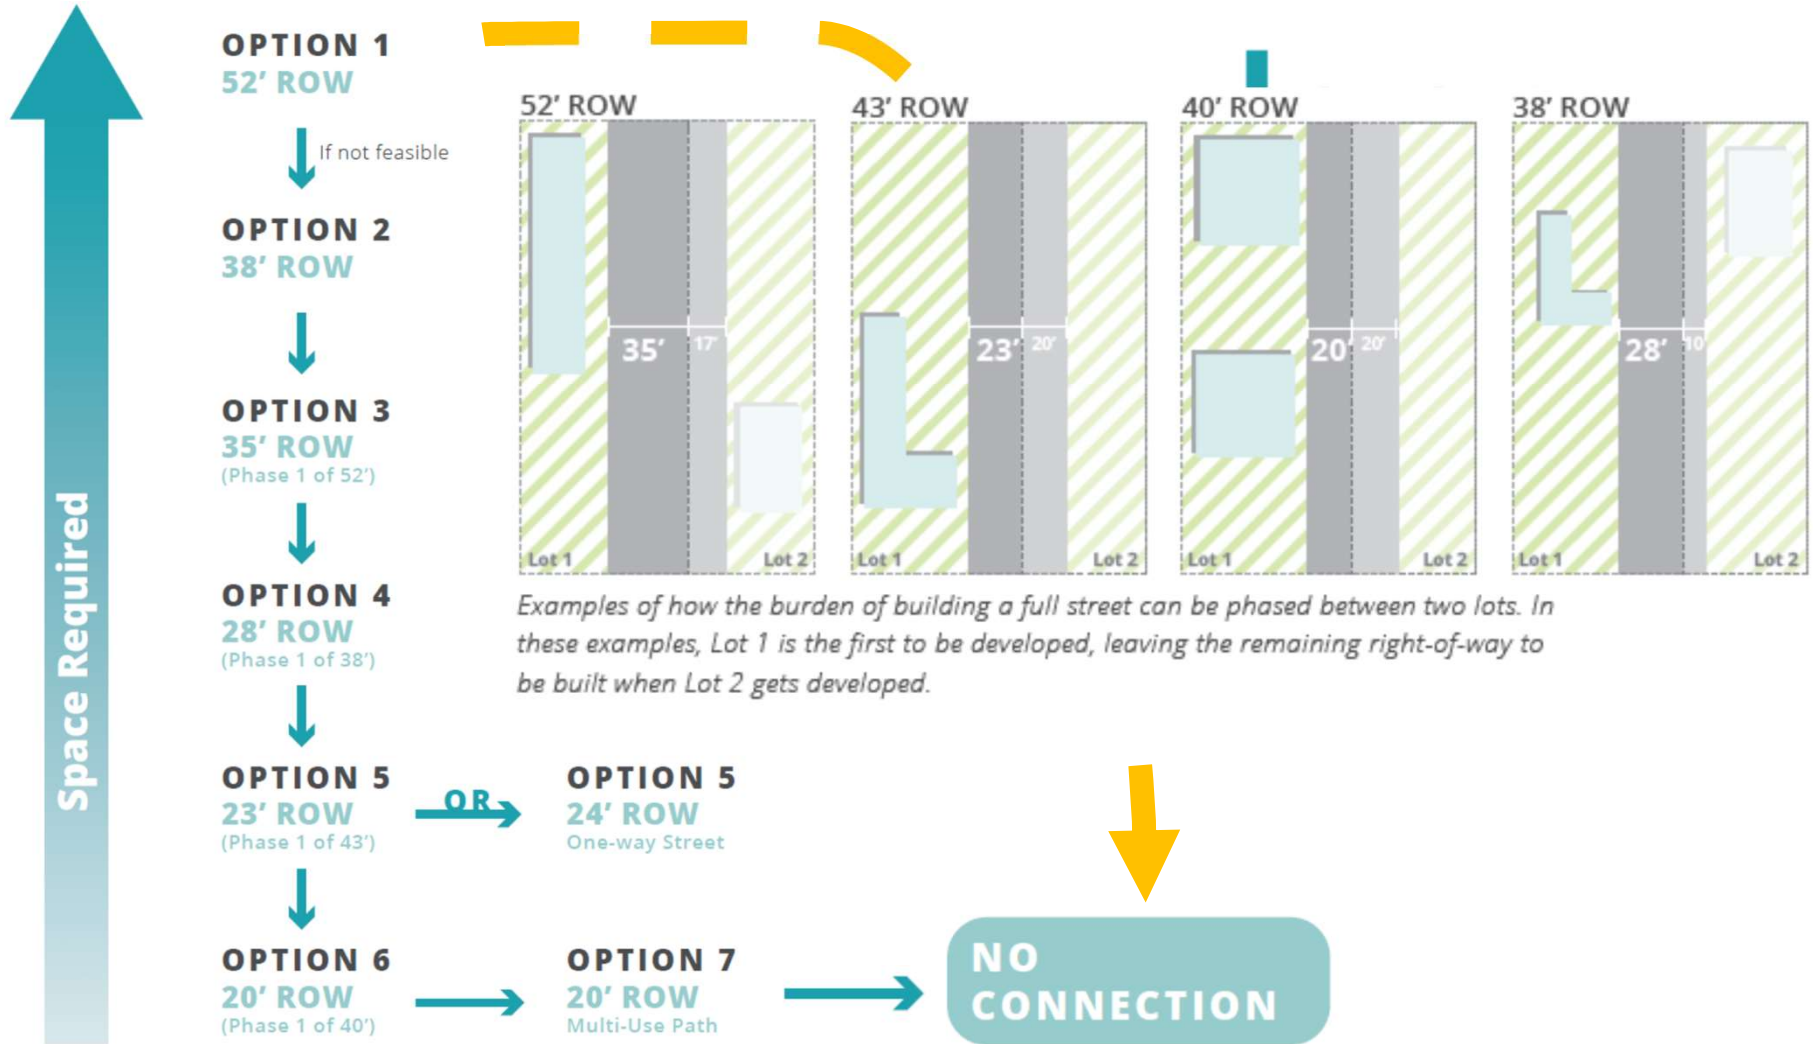 Space Required
OPTION 1
52’ ROW
If not feasible
OPTION 2
38’ ROW
OPTION 3
35’ ROW
(Phase 1 of 52’)
OPTION 4
28’ ROW
(Phase 1 of 38’)
OPTION 5
23’ ROW
(Phase 1 of 43’)
OR
OPTION 5
24’ ROW
One-way Street
OPTION 6
20’ ROW
(Phase 1 of 40’)
OPTION 7
20’ ROW
Multi-Use Path
NO
CONNECTION
52’ ROW
35’ 17’
Lot 1 Lot 2
43’ ROW
23’ 20’
Lot 1 Lot 2
40’ ROW
20’ 20’
Lot 1 Lot 2
38’ ROW
28’ 10’
Lot 1 Lot 2
Examples of how the burden of building a full street can be phased between two lots. In
these examples, Lot 1 is the first to be developed, leaving the remaining right-of-way to
be built when Lot 2 gets developed.